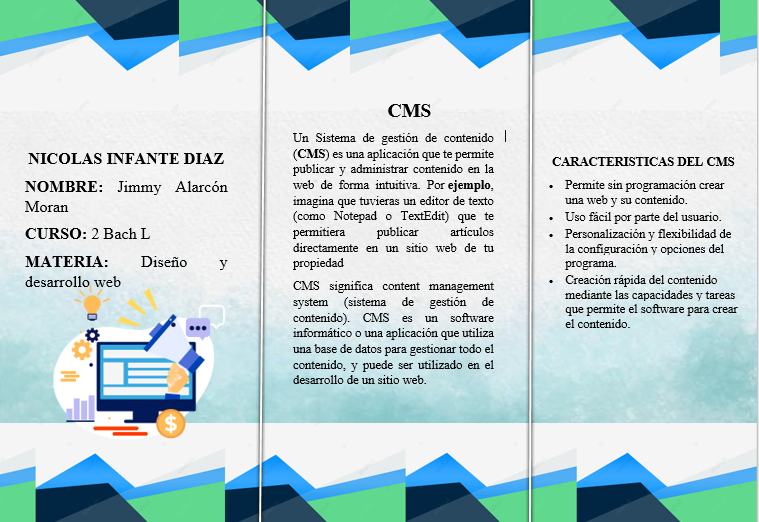 NICOLAS INFANTE DIAZ
NOMBRE: Jimmy Alarcón
Moran
CURSO: 2 Bach L
MATERIA: Diseño y
desarrollo web
CMS
Un Sistema de gestión de contenido
(CMS) es una aplicación que te permite
publicar y administrar contenido en la
web de forma intuitiva. Por ejemplo,
imagina que tuvieras un editor de texto
(como Notepad o TextEdit) que te
permitiera publicar artículos
directamente en un sitio web de tu
propiedad
CMS significa content management
system (sistema de gestión de
contenido). CMS es un software
informático o una aplicación que utiliza
una base de datos para gestionar todo el
contenido, y puede ser utilizado en el
desarrollo de un sitio web.
CARACTERISTICAS DEL CMS
• Permite sin programación crear
una web y su contenido.
• Uso fácil por parte del usuario.
• Personalización y flexibilidad de
la configuración y opciones del
programa.
• Creación rápida del contenido
mediante las capacidades y tareas
que permite el software para crear
el contenido.